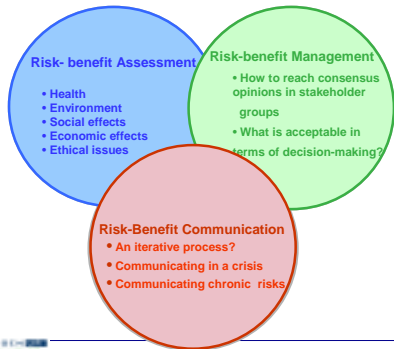 Risk- benefit Assessment
• Health
• Environment
• Social effects
• Economic effects
• Ethical issues
Risk-benefit Management
• How to reach consensus
opinions in stakeholder
groups
• What is acceptable in
terms of decision-making?
Risk-Benefit Communication
• An iterative process?
• Communicating in a crisis
• Communicating chronic risks